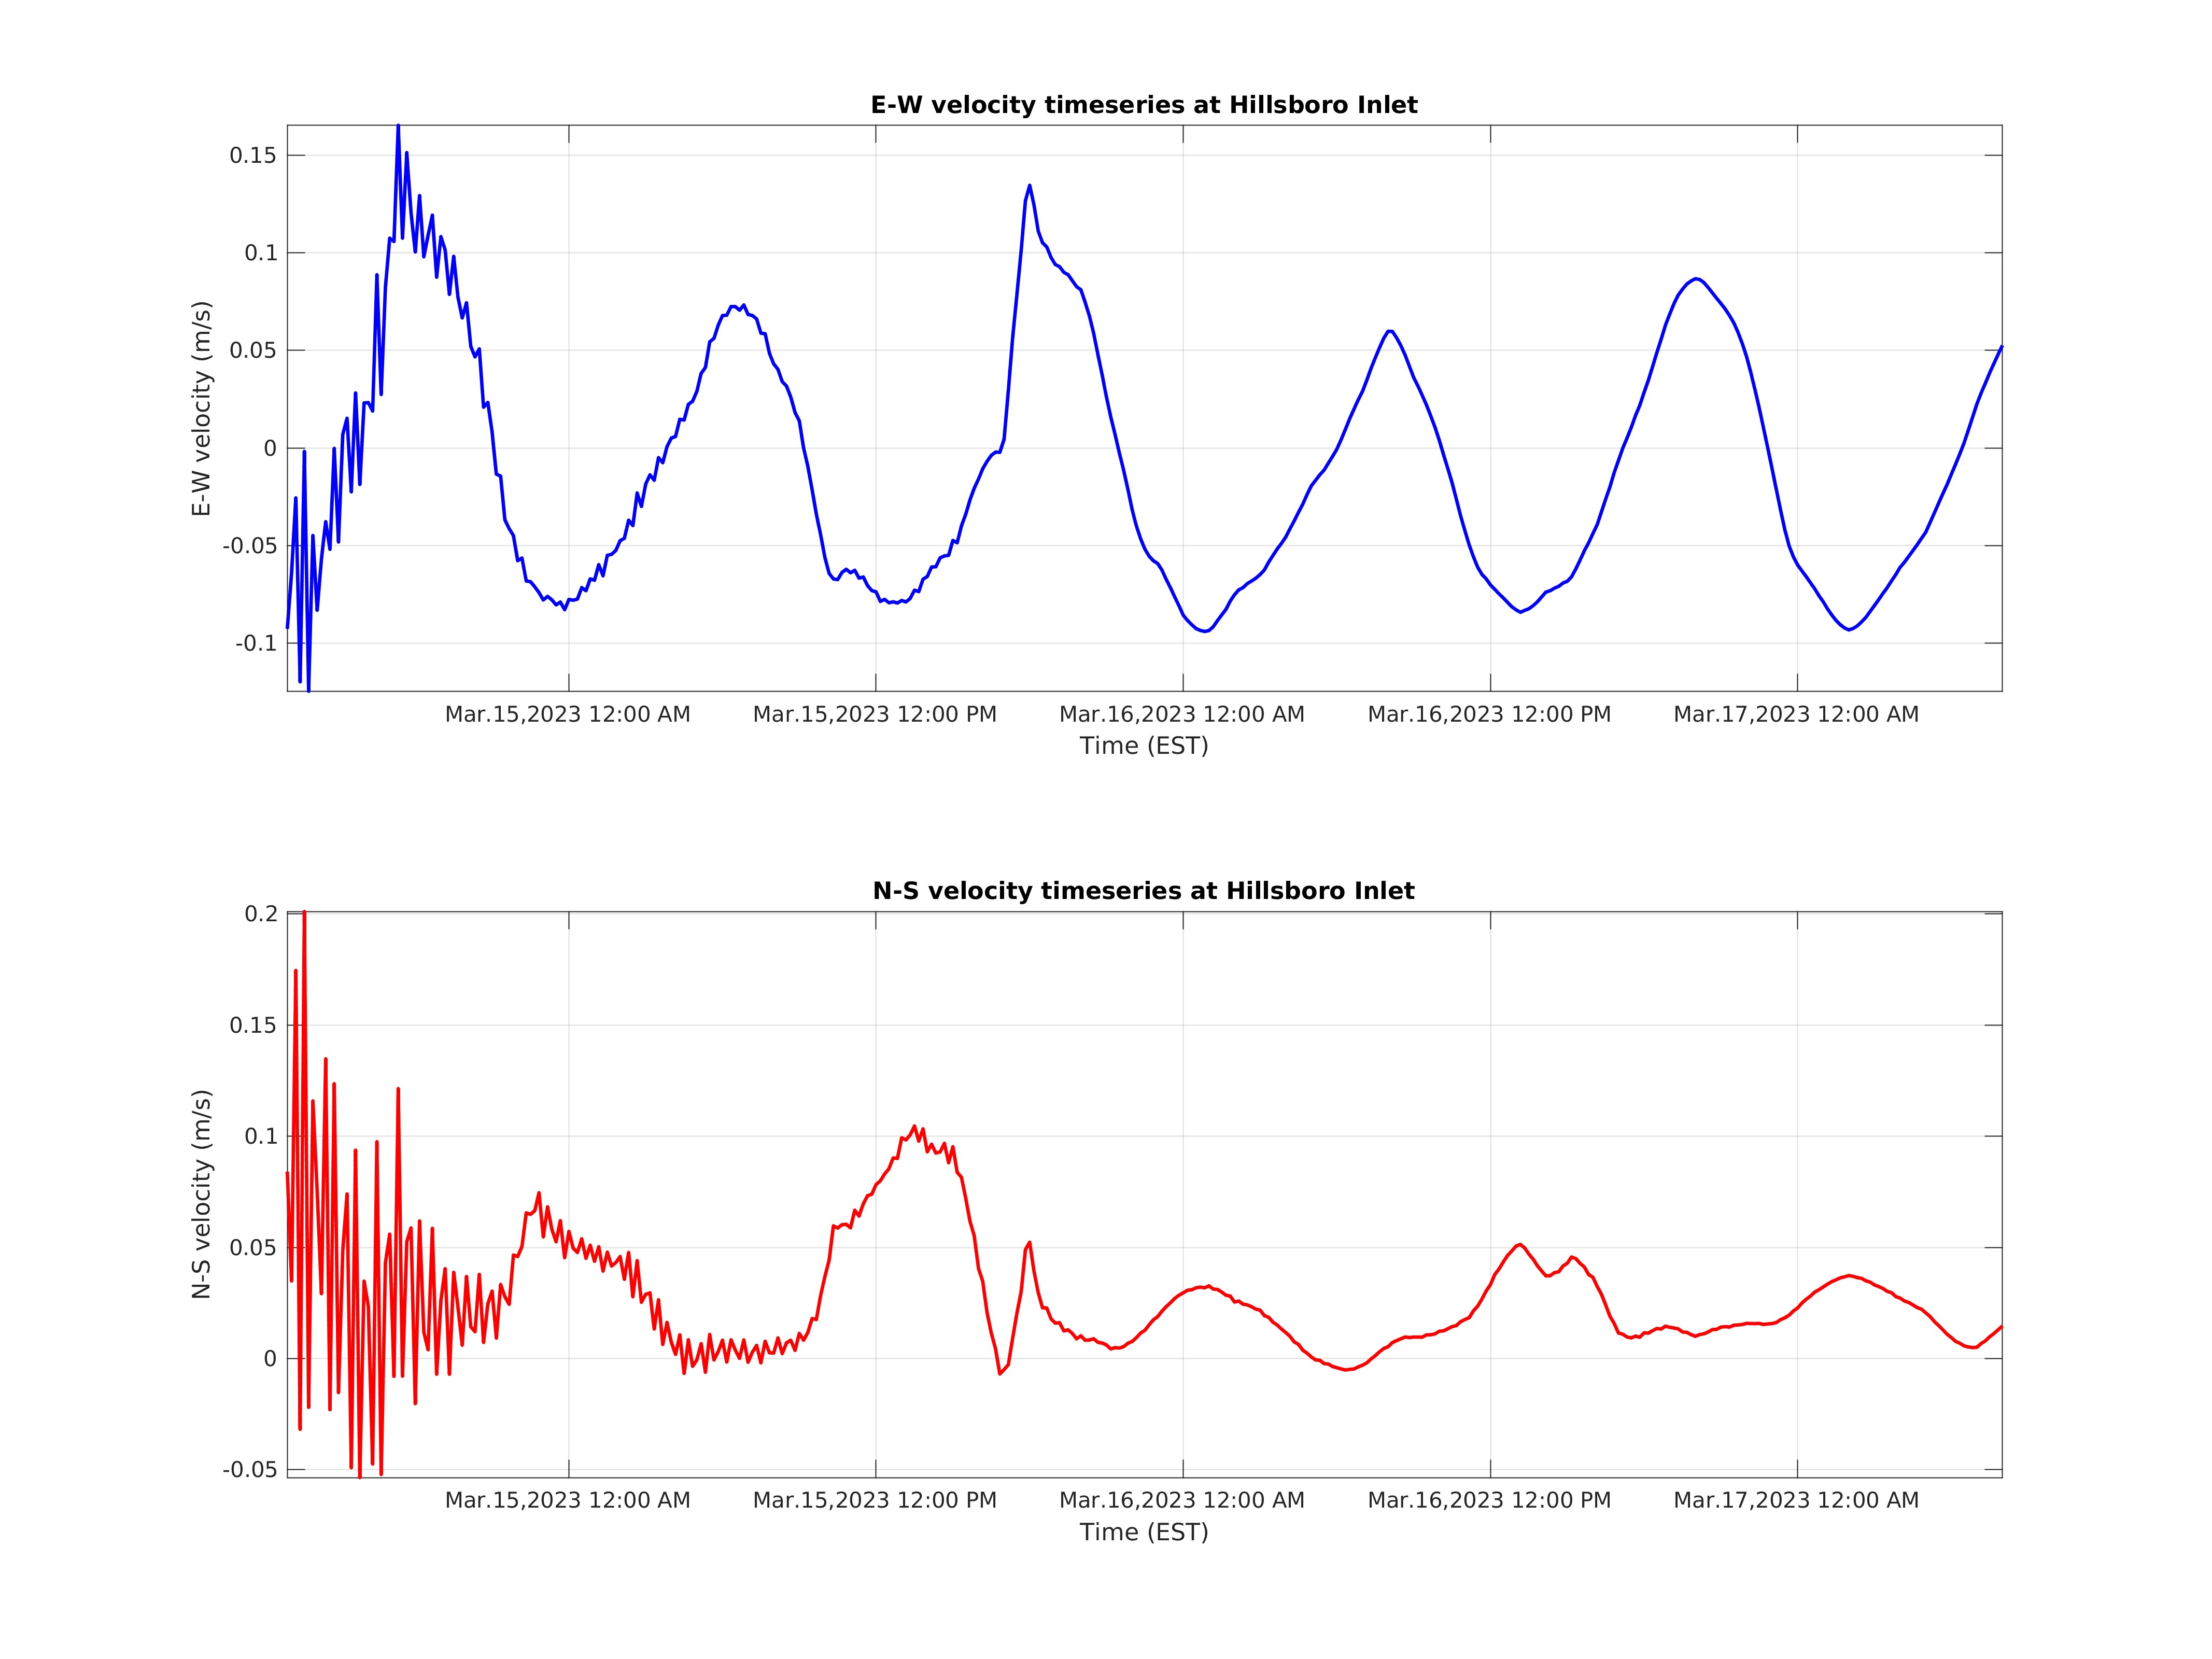 E-W velocity timeseries at Hillsboro Inlet
0.15
0.1
0.05
0
-0.05
-0.1
E-W velocity (m/s)
Mar.15,2023 12:00 AM Mar.15,2023 12:00 PM Mar.16,2023 12:00 AM Mar.16,2023 12:00 PM Mar.17,2023 12:00 AM
Time (EST)
N-S velocity timeseries at Hillsboro Inlet
0.2
0.15
0.1
0.05
0
-0.05
N-S velocity (m/s)
Mar.15,2023 12:00 AM Mar.15,2023 12:00 PM Mar.16,2023 12:00 AM Mar.16,2023 12:00 PM Mar.17,2023 12:00 AM
Time (EST)